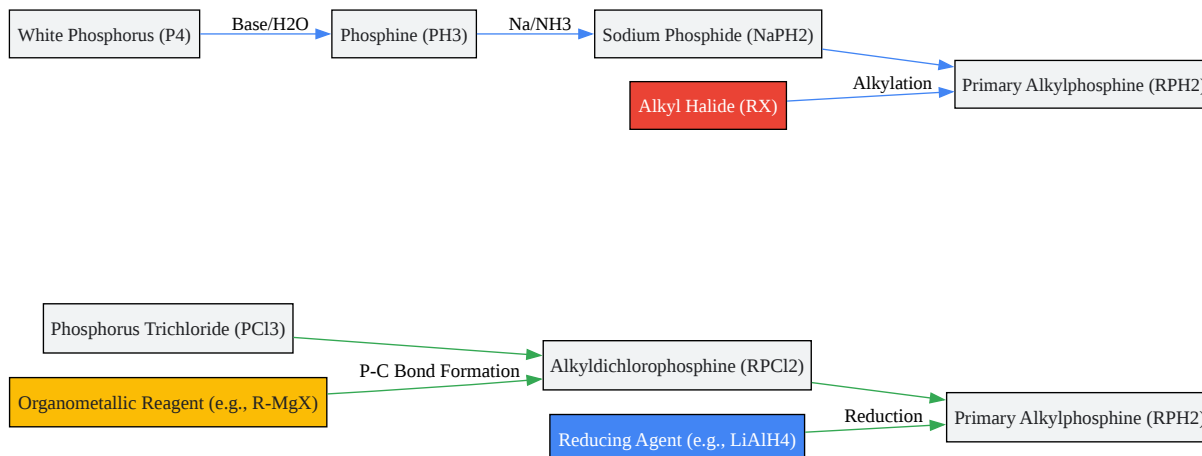 White Phosphorus (P4)
Base/H2O
Phosphine (PH3)
Na/NH3
Sodium Phosphide (NaPH2)
Alkyl Halide (RX)
Alkylation
Primary Alkylphosphine (RPH2)
Phosphorus Trichloride (PCl3)
Organometallic Reagent (e.g., R-MgX)
P-C Bond Formation
Alkyldichlorophosphine (RPCl2)
Reducing Agent (e.g., LiAlH4)
Reduction
Primary Alkylphosphine (RPH2)